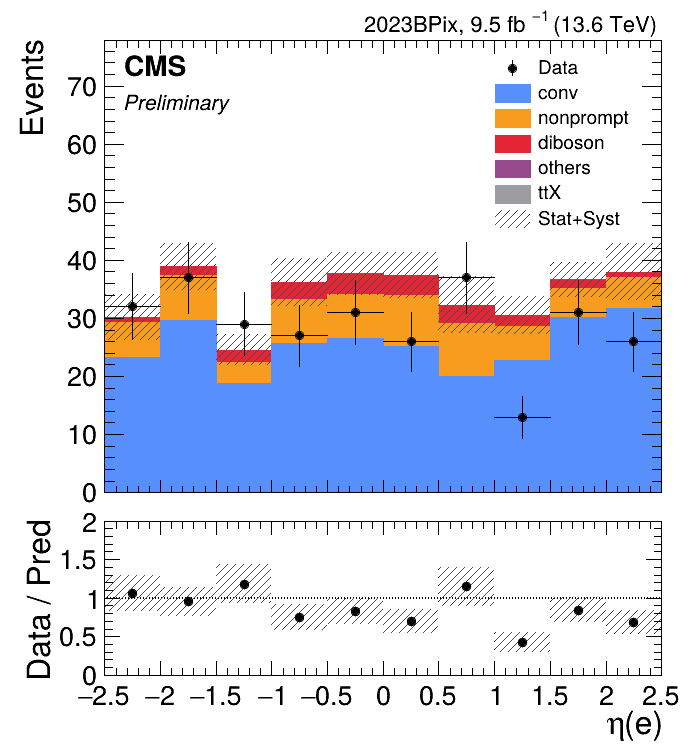 2023BPix, 9.5 fb⁻¹ (13.6 TeV)
CMS
Preliminary
Events
70
60
50
40
30
20
10
0
Data
conv
nonprompt
diboson
others
ttX
Stat+Syst
Data / Pred
2
1.5
1
0.5
0
−2.5 −2 −1.5 −1 −0.5 0 0.5 1 1.5 2 2.5
η(e)